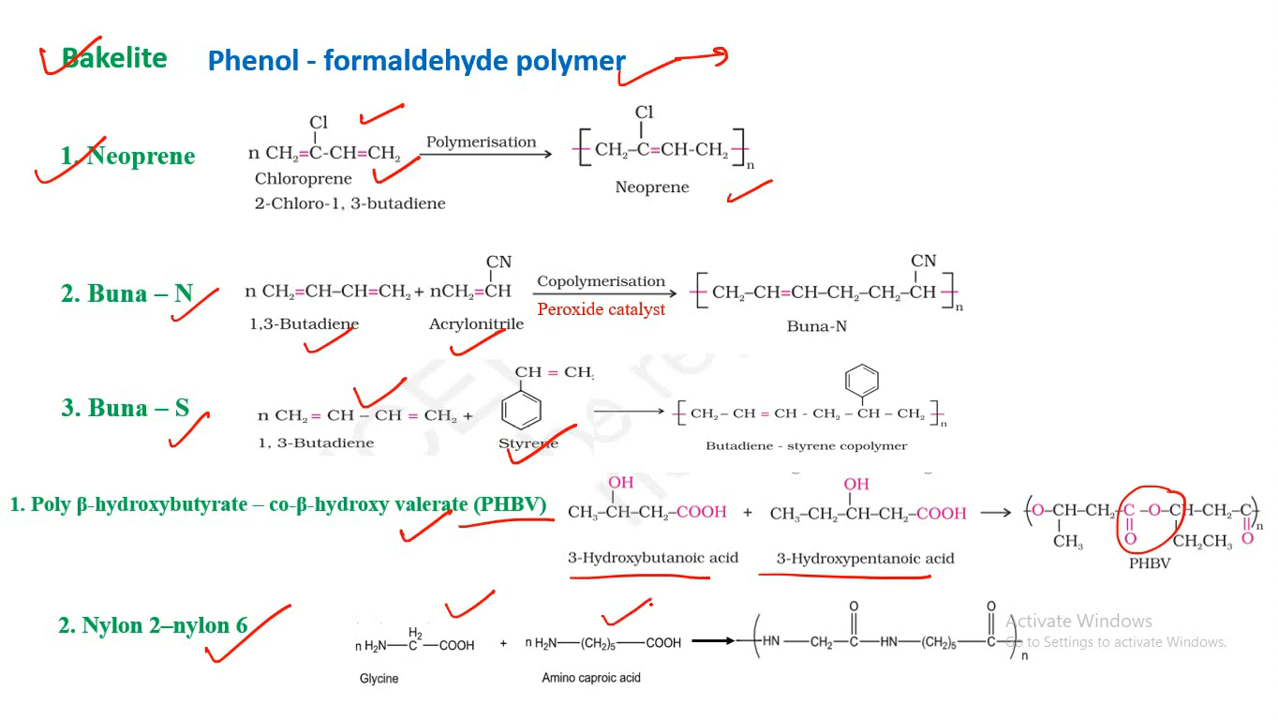 Bakelite Phenol - formaldehyde polymer
1. Neoprene
Cl
n CH₂=C-CH=CH₂
Chloroprene
2-Chloro-1, 3-butadiene
Polymerisation
Cl
[CH₂–C=CH-CH₂]n
Neoprene
2. Buna – N
n CH₂=CH–CH=CH₂ + nCH₂=CH
CN
1,3-Butadiene
Acrylonitrile
Copolymerisation
Peroxide catalyst
CN
[CH₂–CH=CH–CH₂–CH₂–CH]n
Buna-N
3. Buna – S
n CH₂ = CH – CH = CH₂ +
1, 3-Butadiene
CH = CH
Styrene
[CH₂ – CH = CH - CH₂ – CH – CH₂]n
Butadiene - styrene copolymer
1. Poly β-hydroxybutyrate – co-β-hydroxy valerate (PHBV)
OH
CH₃–CH–CH₂–COOH
3-Hydroxybutanoic acid
+
OH
CH₃–CH₂–CH–CH₂–COOH
3-Hydroxypentanoic acid
(O–CH–CH₂–C–O–CH–CH₂–C)n
CH₃ O CH₂CH₃ O
PHBV
2. Nylon 2–nylon 6
H₂
n H₂N—C—COOH
Glycine
+
n H₂N—(CH₂)₅—COOH
Amino caproic acid
O O
(HN—CH₂—C—HN—(CH₂)₅—C)n
Activate Windows
Go to Settings to activate Windows.